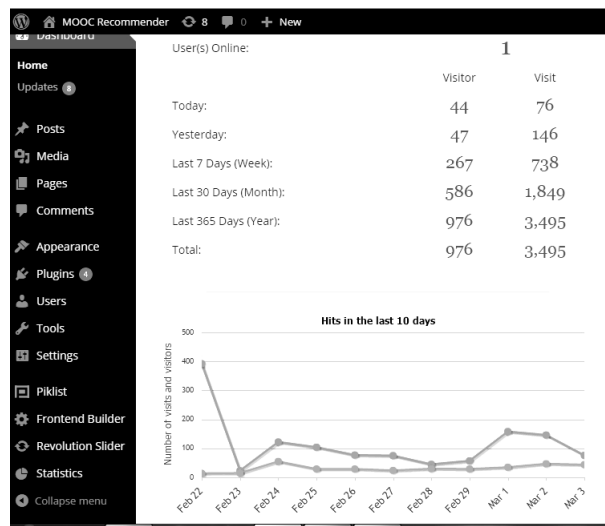 MOOC Recommender 8 0 + New
Dashboard
Home
Updates 8
Posts
Media
Pages
Comments
Appearance
Plugins 4
Users
Tools
Settings
Piklist
Frontend Builder
Revolution Slider
Statistics
Collapse menu
User(s) Online: 1
Visitor Visit
Today: 44 76
Yesterday: 47 146
Last 7 Days (Week): 267 738
Last 30 Days (Month): 586 1,849
Last 365 Days (Year): 976 3,495
Total: 976 3,495
Hits in the last 10 days
Number of visits and visitors
500
400
300
200
100
0
Feb 22 Feb 23 Feb 24 Feb 25 Feb 26 Feb 27 Feb 28 Feb 29 Mar 1 Mar 2 Mar 3